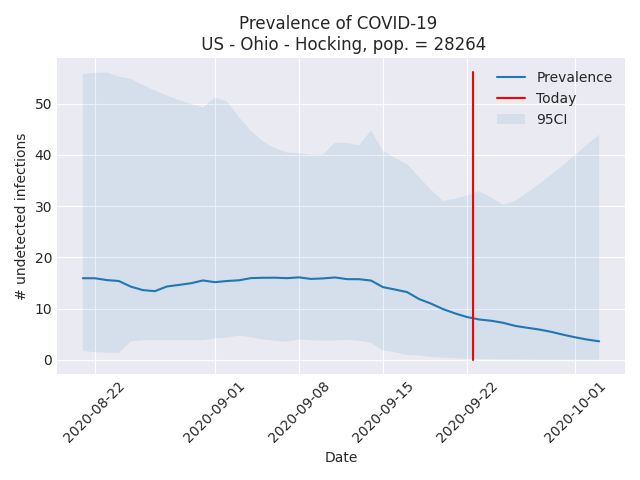 Prevalence of COVID-19
US - Ohio - Hocking, pop. = 28264
Prevalence
Today
95CI
# undetected infections
50
40
30
20
10
0
2020-08-22
2020-09-01
2020-09-08
2020-09-15
2020-09-22
2020-10-01
Date